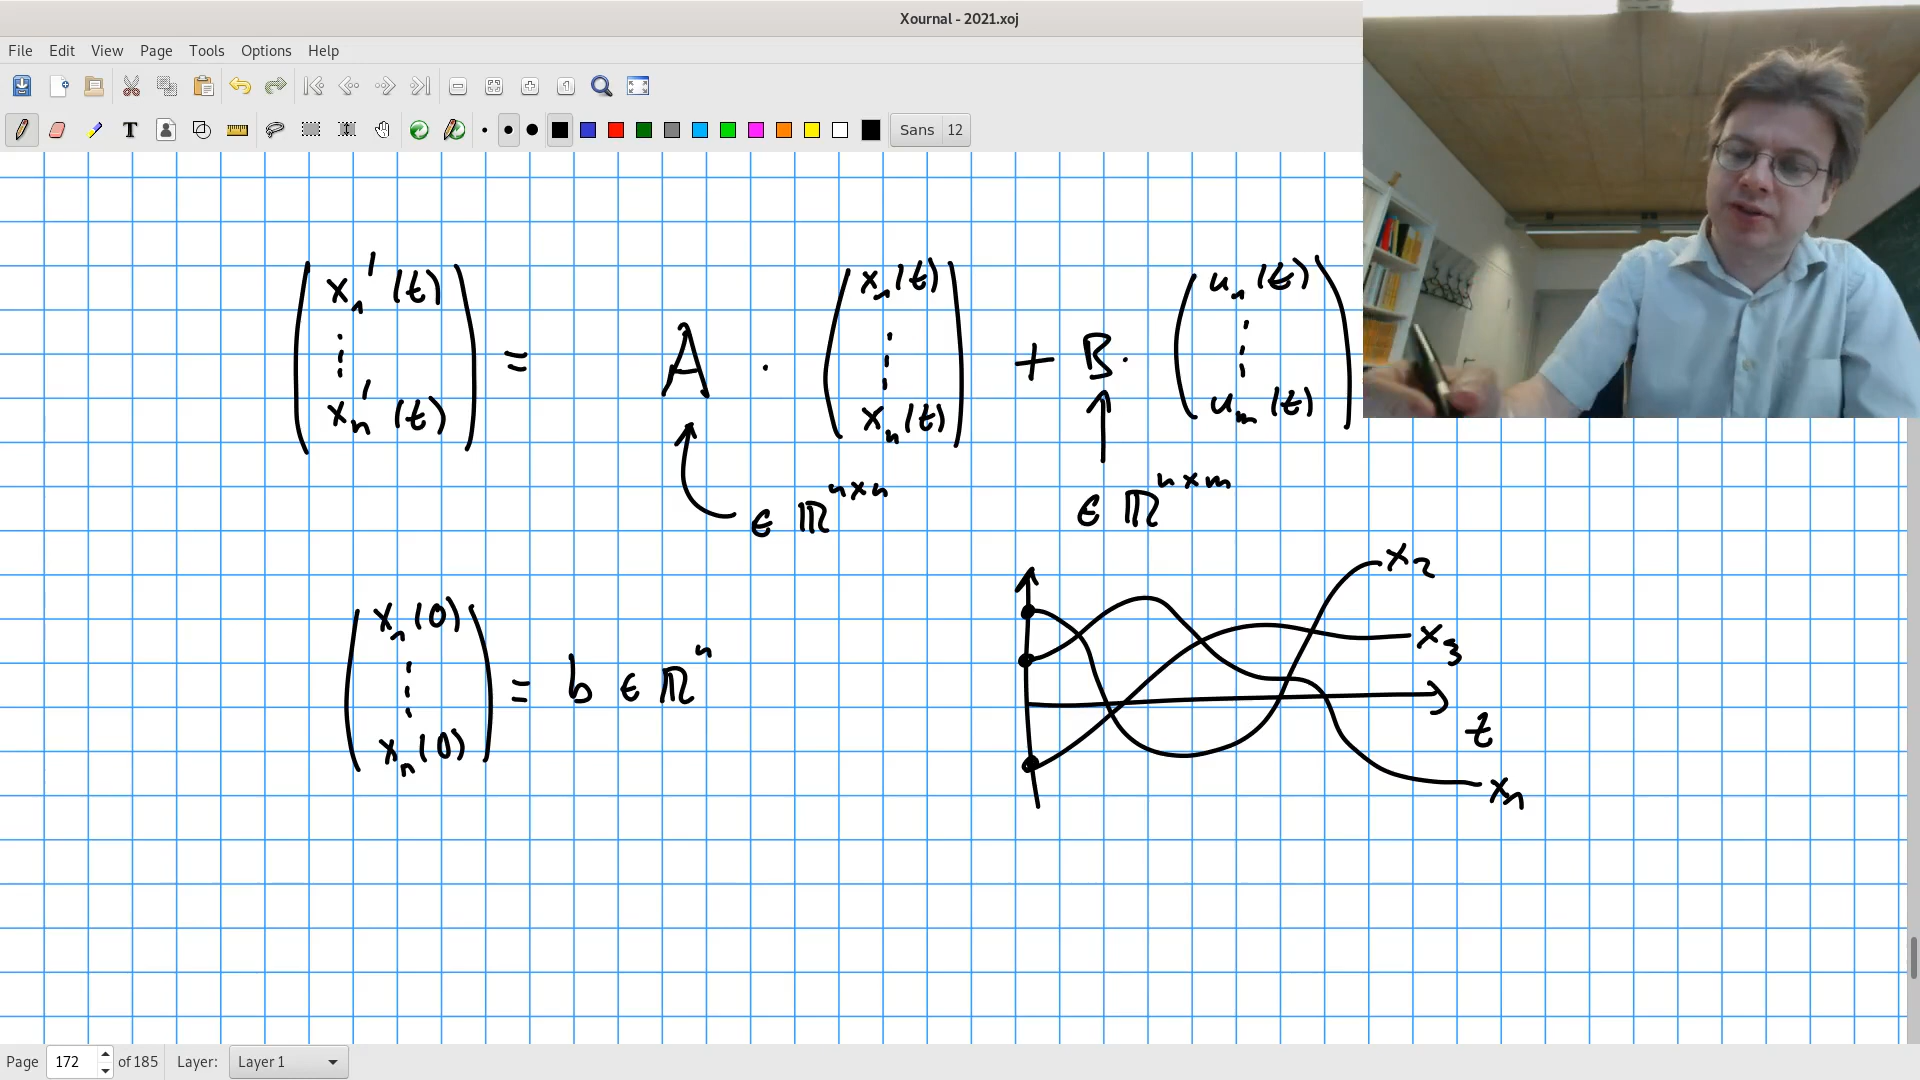 Xournal - 2021.xoj
File Edit View Page Tools Options Help
Sans 12
x₁'(t) ⋮ xₙ'(t) = A · x₁(t) ⋮ xₙ(t) + B · u₁(t) ⋮ uₘ(t)
∈ ℝⁿˣⁿ
∈ ℝⁿˣᵐ
x₁(0) ⋮ xₙ(0) = b ∈ ℝⁿ
x₂
x₃
t
x₁
Page 172 of 185 Layer: Layer 1